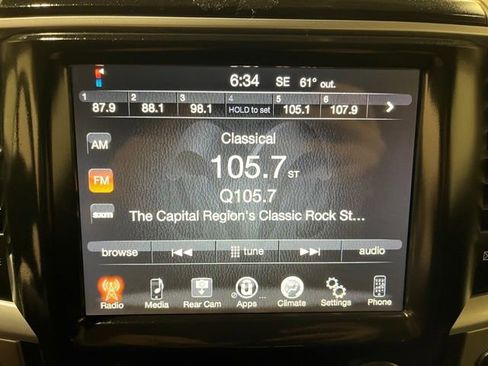 6:34 SE 61° out.
1 2 3 4 5 6
87.9 88.1 98.1 HOLD to set 105.1 107.9
AM
Classical
105.7 ST
FM
Q105.7
sxm
The Capital Region's Classic Rock St...
browse tune audio
Radio Media Rear Cam Apps Climate Settings Phone